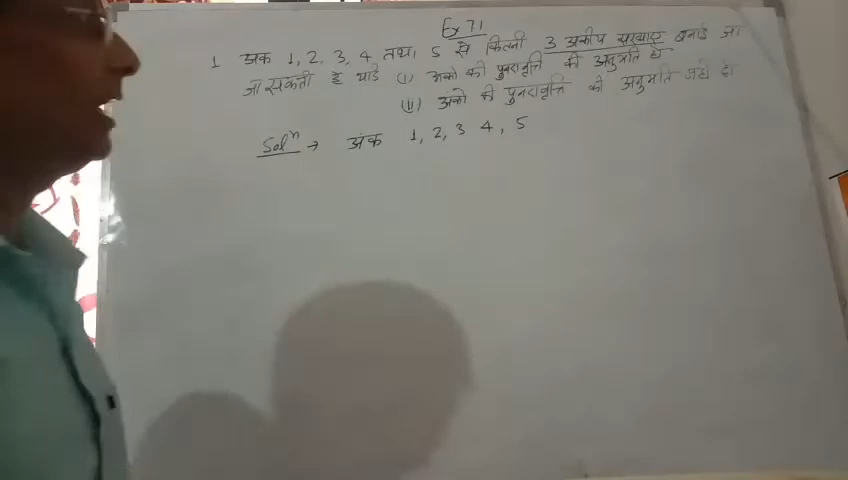 Ex 7.1
1 अंक 1, 2, 3, 4 तथा 5 से कितनी 3 अंकीय संख्याएं बनाई जा
जा सकती है यदि (i) अंकों की पुनरावृत्ति की अनुमति हो
(ii) अंकों की पुनरावृत्ति की अनुमति नहीं हो
Solⁿ → अंक 1, 2, 3 4, 5